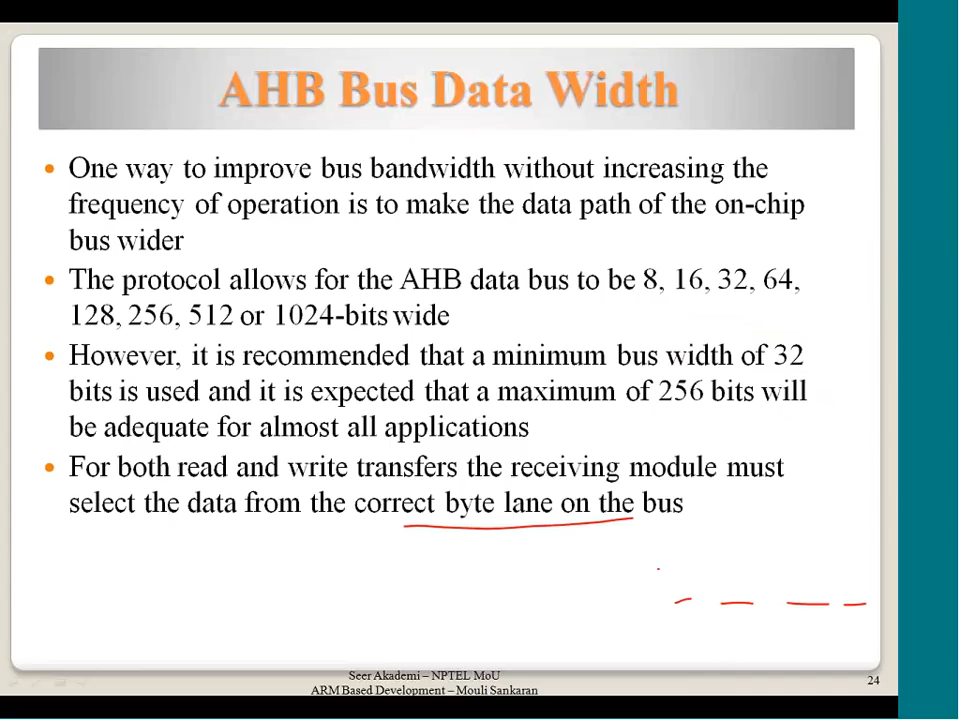 AHB Bus Data Width
• One way to improve bus bandwidth without increasing the
frequency of operation is to make the data path of the on-chip
bus wider
• The protocol allows for the AHB data bus to be 8, 16, 32, 64,
128, 256, 512 or 1024-bits wide
• However, it is recommended that a minimum bus width of 32
bits is used and it is expected that a maximum of 256 bits will
be adequate for almost all applications
• For both read and write transfers the receiving module must
select the data from the correct byte lane on the bus
Seer Akademi – NPTEL MoU
ARM Based Development – Mouli Sankaran
24